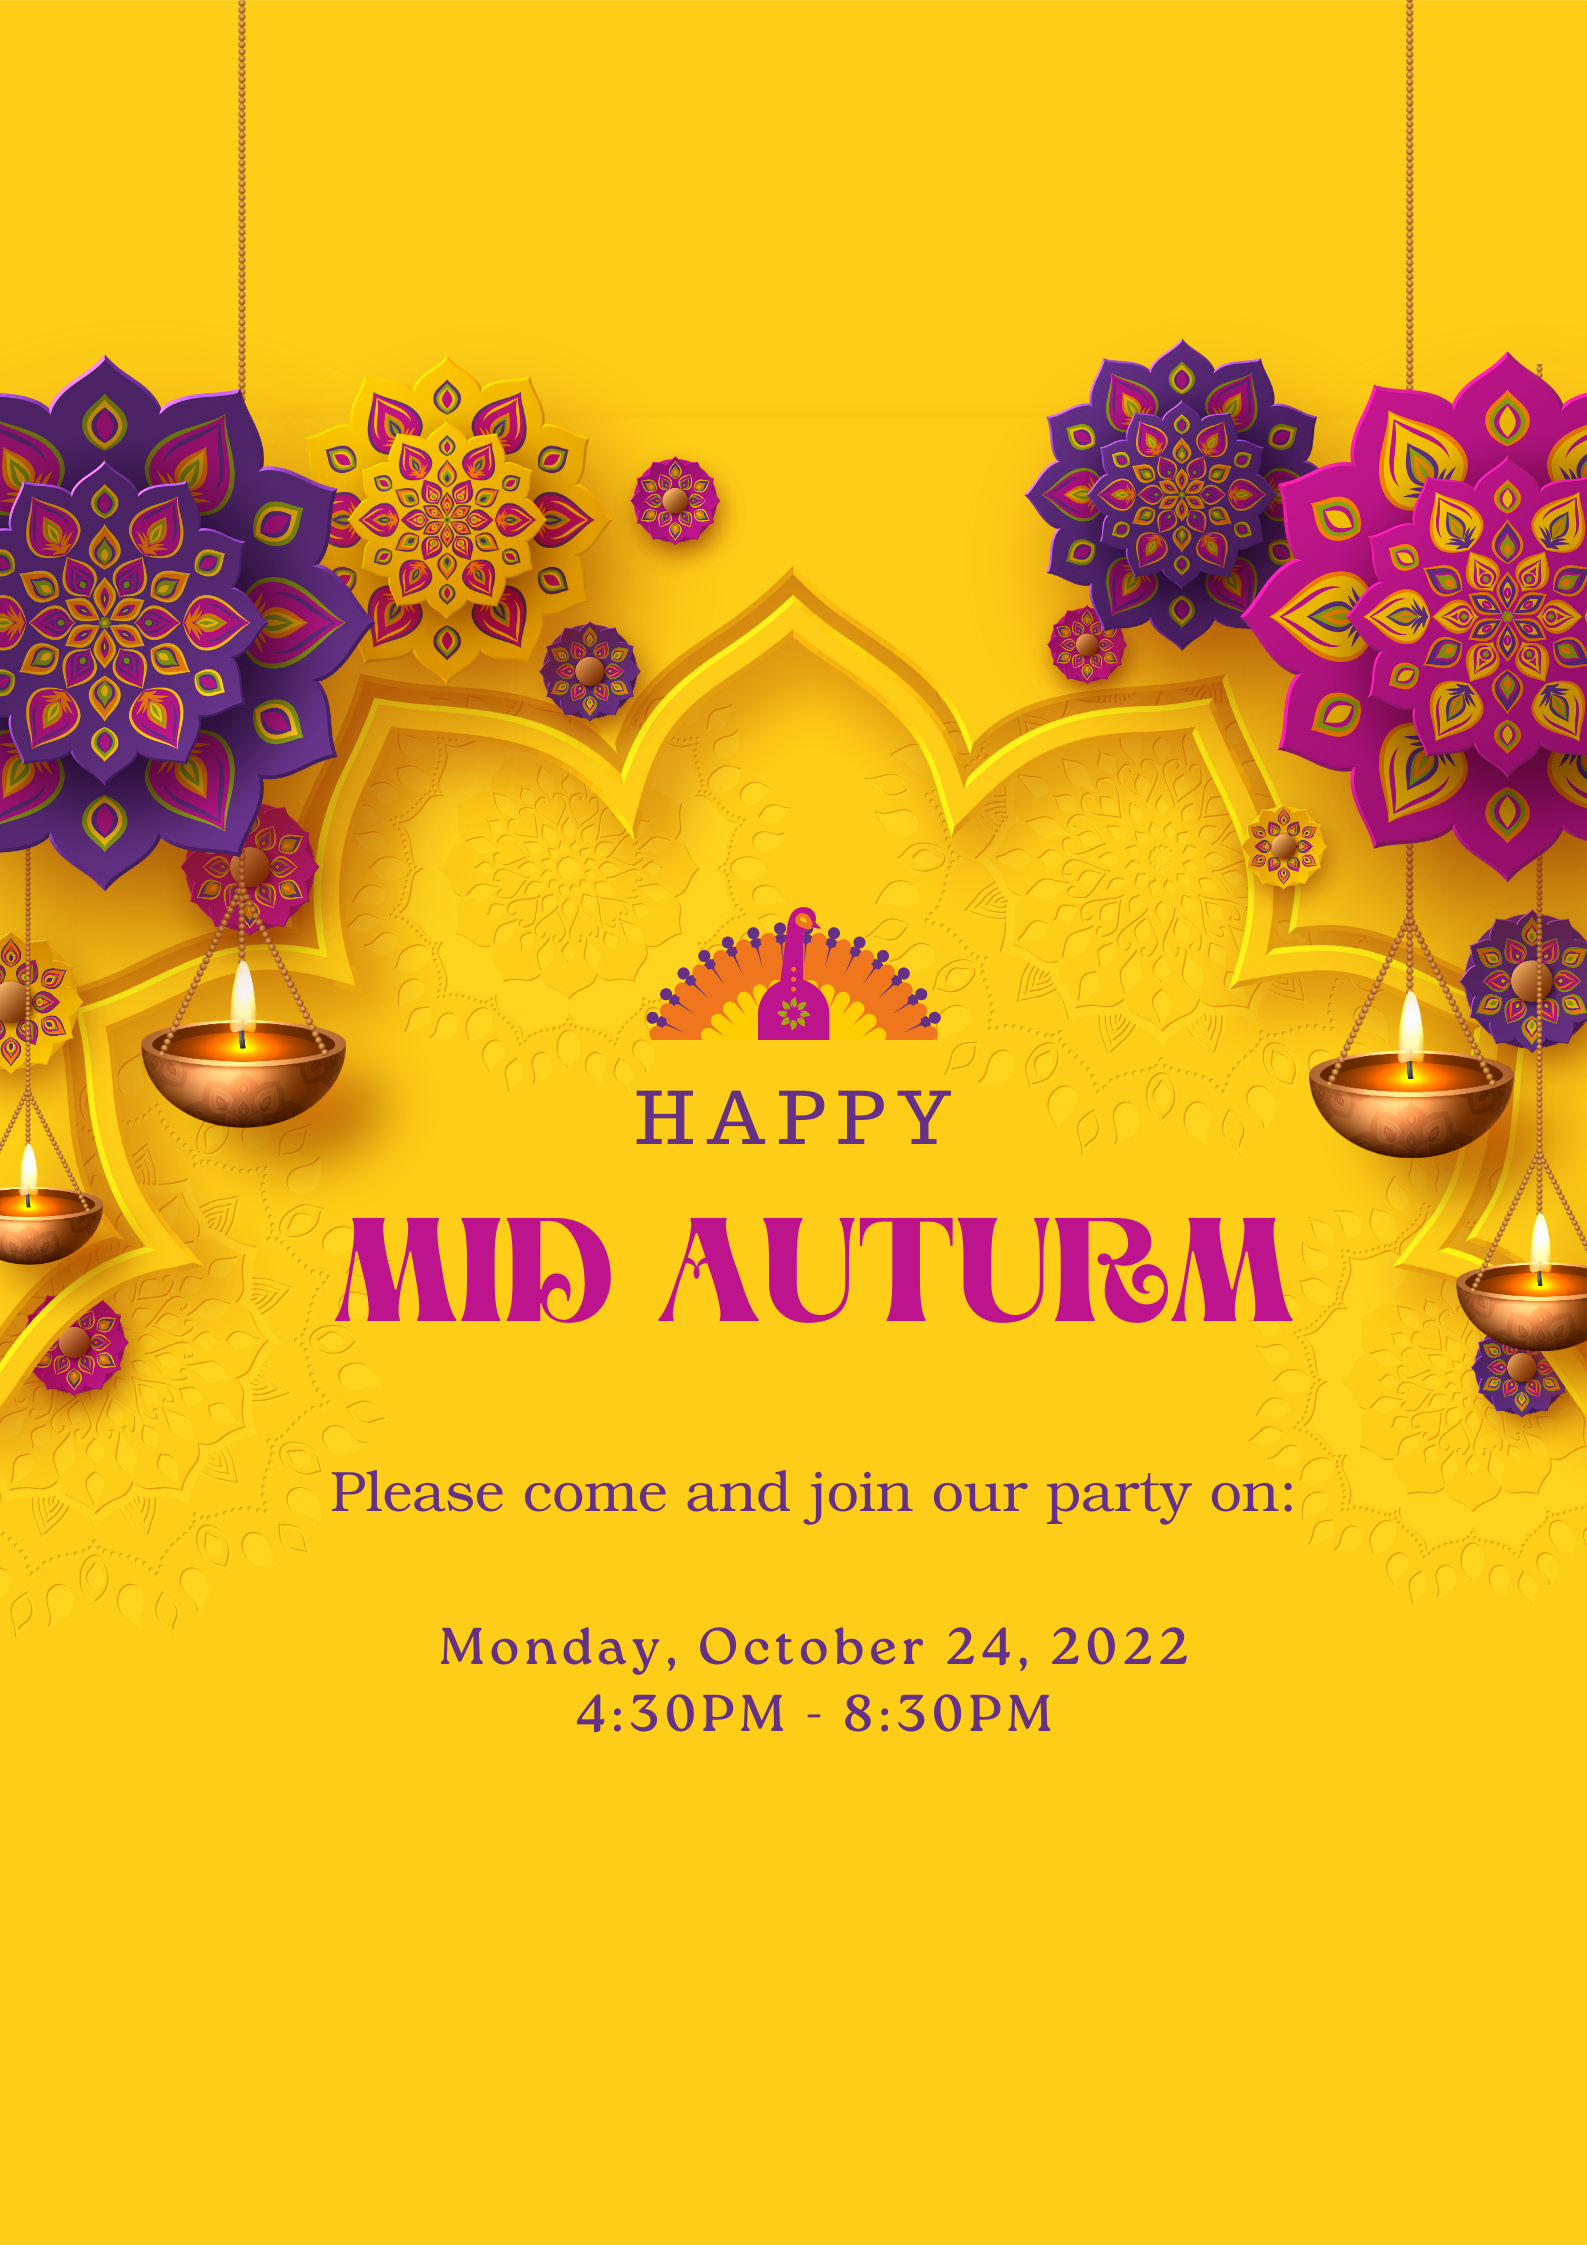 HAPPY
MID AUTURM
Please come and join our party on:
Monday, October 24, 2022
4:30PM - 8:30PM